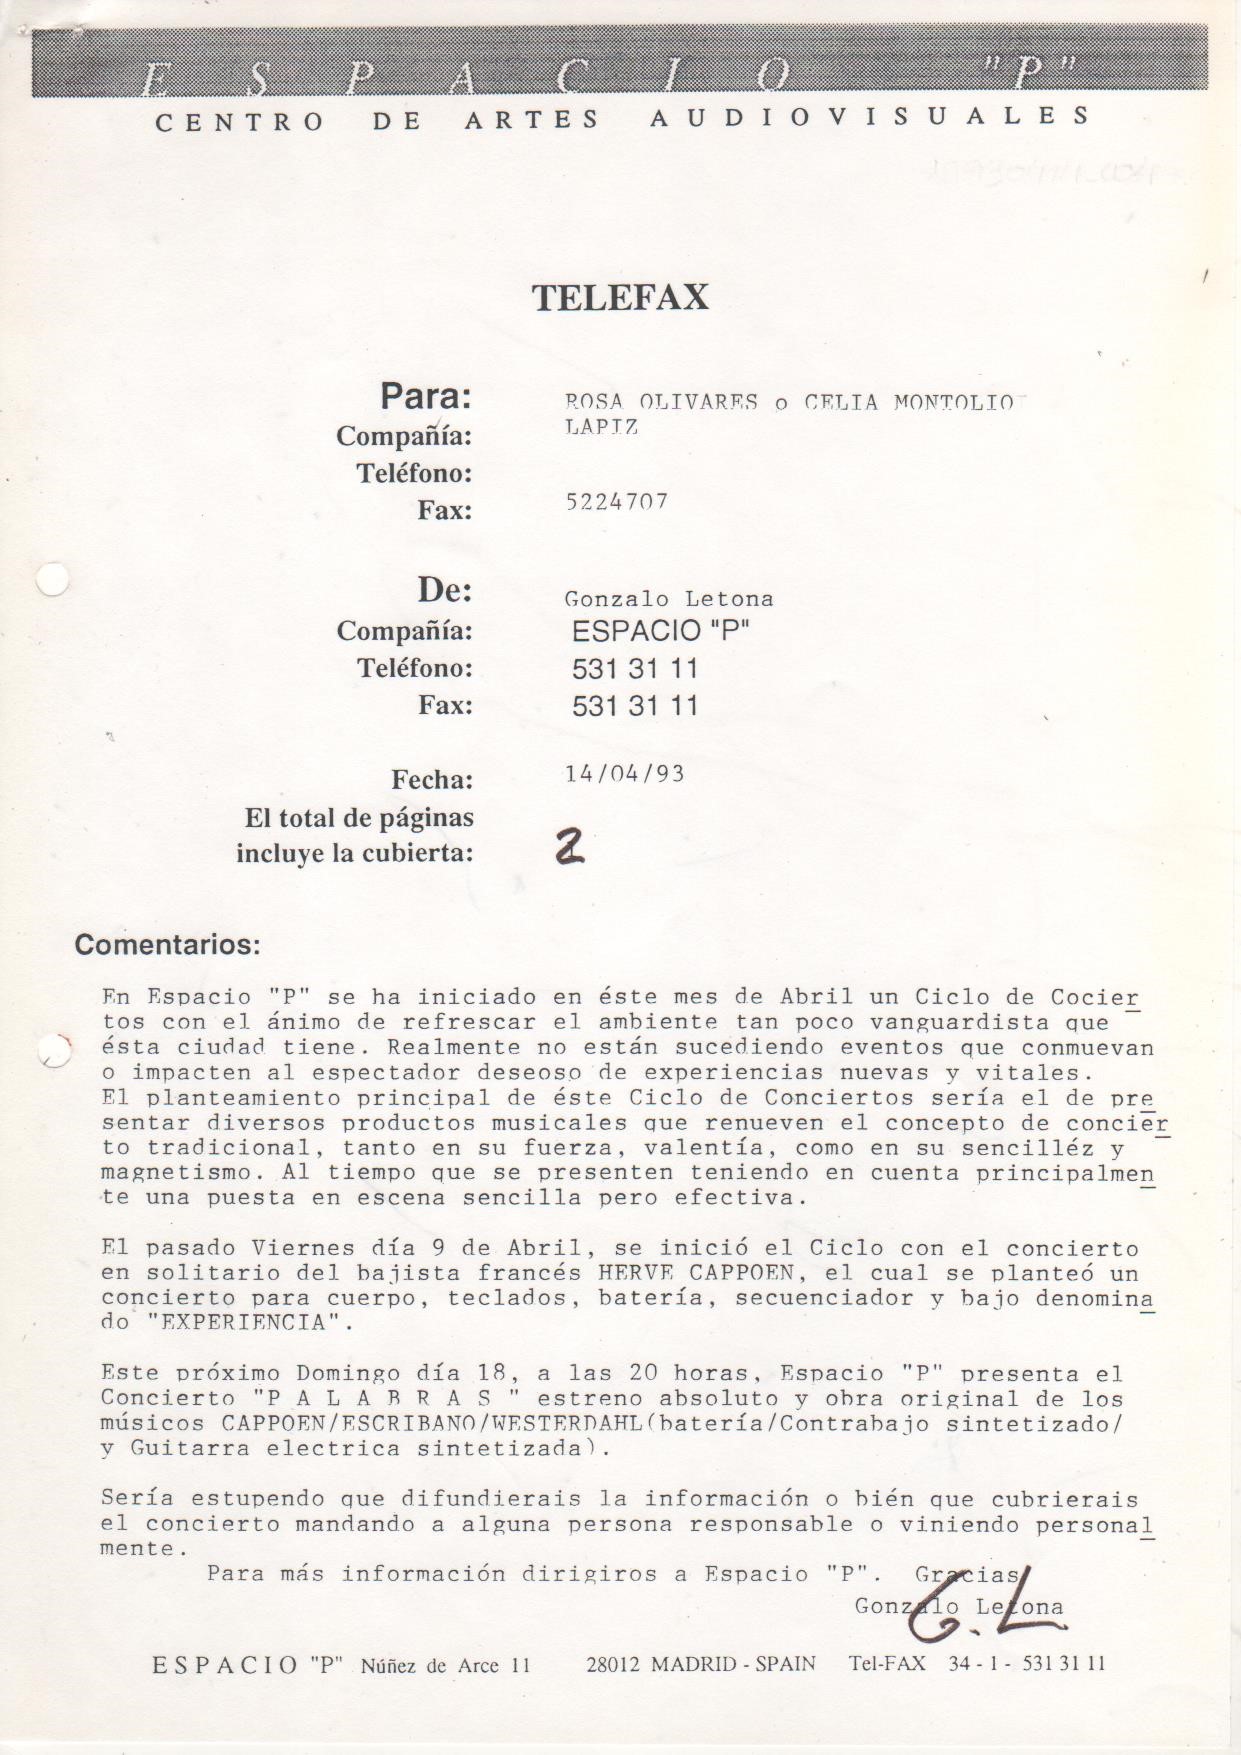 ESPACIO "P"
CENTRO DE ARTES AUDIOVISUALES
TELEFAX
Para: ROSA OLIVARES o CELIA MONTOLIO
Compañía: LAPIZ
Teléfono:
Fax: 5224707
De: Gonzalo Letona
Compañía: ESPACIO "P"
Teléfono: 531 31 11
Fax: 531 31 11
Fecha: 14/04/93
El total de páginas
incluye la cubierta: 2
Comentarios:
En Espacio "P" se ha iniciado en éste mes de Abril un Ciclo de Cocier
tos con el ánimo de refrescar el ambiente tan poco vanguardista que
ésta ciudad tiene. Realmente no están sucediendo eventos que conmuevan
o impacten al espectador deseoso de experiencias nuevas y vitales.
El planteamiento principal de éste Ciclo de Conciertos sería el de pre
sentar diversos productos musicales que renueven el concepto de concier
to tradicional, tanto en su fuerza, valentía, como en su sencilléz y
magnetismo. Al tiempo que se presenten teniendo en cuenta principalmen
te una puesta en escena sencilla pero efectiva.
El pasado Viernes día 9 de Abril, se inició el Ciclo con el concierto
en solitario del bajista francés HERVE CAPPOEN, el cual se planteó un
concierto para cuerpo, teclados, batería, secuenciador y bajo denomina
do "EXPERIENCIA".
Este próximo Domingo día 18, a las 20 horas, Espacio "P" presenta el
Concierto "P A L A B R A S " estreno absoluto y obra original de los
músicos CAPPOEN/ESCRIBANO/WESTERDAHL(batería/Contrabajo sintetizado/
y Guitarra electrica sintetizada).
Sería estupendo que difundierais la información o bién que cubrierais
el concierto mandando a alguna persona responsable o viniendo personal
mente.
Para más información dirigiros a Espacio "P". Gracias
Gonzalo Letona
G. L
ESPACIO "P" Núñez de Arce 11 28012 MADRID - SPAIN Tel-FAX 34 - 1 - 531 31 11